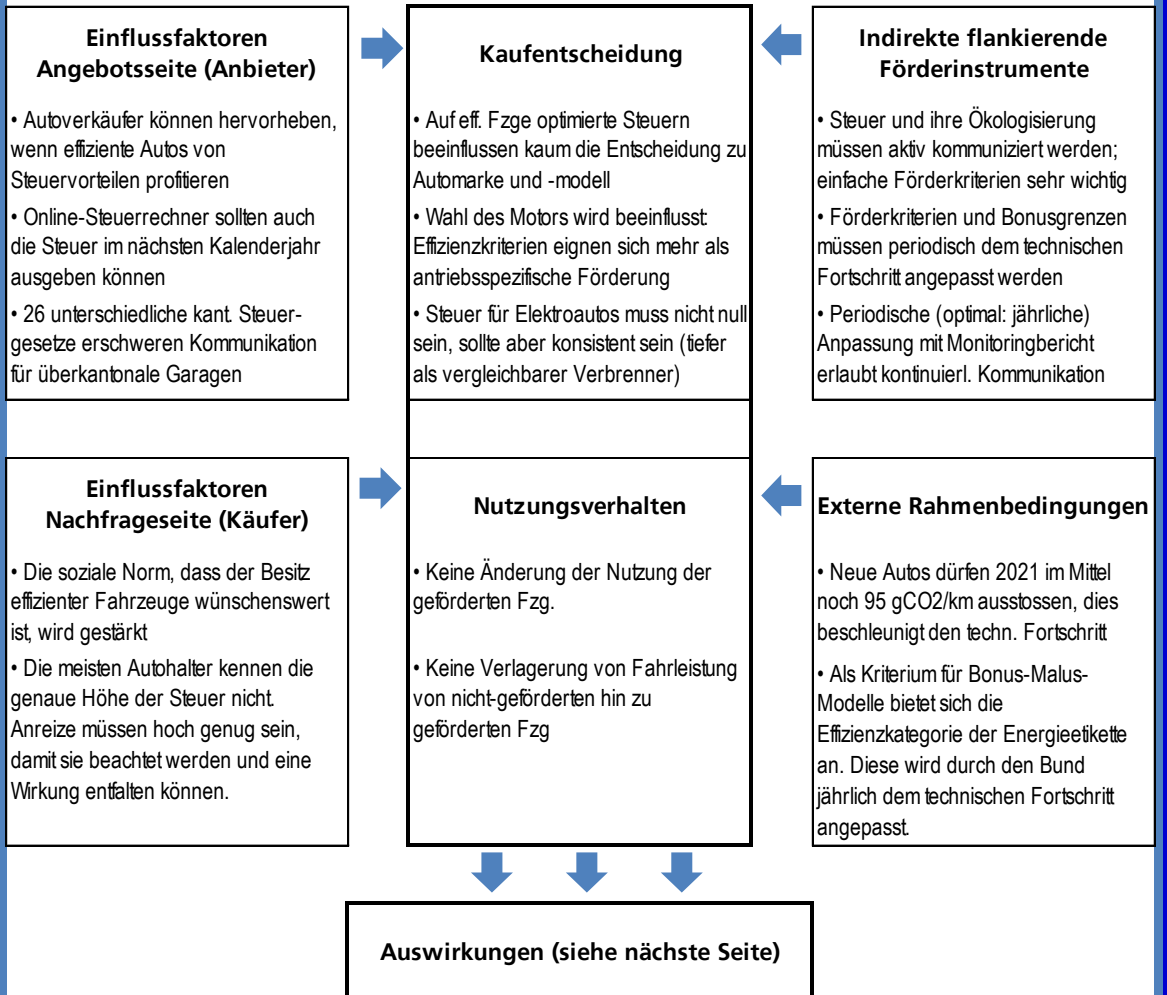 Einflussfaktoren
Angebotsseite (Anbieter)
• Autoverkäufer können hervorheben,
wenn effiziente Autos von
Steuervorteilen profitieren
• Online-Steuerrechner sollten auch
die Steuer im nächsten Kalenderjahr
ausgeben können
• 26 unterschiedliche kant. Steuer-
gesetze erschweren Kommunikation
für überkantonale Garagen
Kaufentscheidung
• Auf eff. Fzge optimierte Steuern
beeinflussen kaum die Entscheidung zu
Automarke und -modell
• Wahl des Motors wird beeinflusst:
Effizienzkriterien eignen sich mehr als
antriebsspezifische Förderung
• Steuer für Elektroautos muss nicht null
sein, sollte aber konsistent sein (tiefer
als vergleichbarer Verbrenner)
Indirekte flankierende
Förderinstrumente
• Steuer und ihre Ökologisierung
müssen aktiv kommuniziert werden;
einfache Förderkriterien sehr wichtig
• Förderkriterien und Bonusgrenzen
müssen periodisch dem technischen
Fortschritt angepasst werden
• Periodische (optimal: jährliche)
Anpassung mit Monitoringbericht
erlaubt kontinuierl. Kommunikation
Einflussfaktoren
Nachfrageseite (Käufer)
• Die soziale Norm, dass der Besitz
effizienter Fahrzeuge wünschenswert
ist, wird gestärkt
• Die meisten Autohalter kennen die
genaue Höhe der Steuer nicht.
Anreize müssen hoch genug sein,
damit sie beachtet werden und eine
Wirkung entfalten können.
Nutzungsverhalten
• Keine Änderung der Nutzung der
geförderten Fzg.
• Keine Verlagerung von Fahrleistung
von nicht-geförderten hin zu
geförderten Fzg
Externe Rahmenbedingungen
• Neue Autos dürfen 2021 im Mittel
noch 95 gCO2/km ausstossen, dies
beschleunigt den techn. Fortschritt
• Als Kriterium für Bonus-Malus-
Modelle bietet sich die
Effizienzkategorie der Energieetikette
an. Diese wird durch den Bund
jährlich dem technischen Fortschritt
angepasst.
Auswirkungen (siehe nächste Seite)